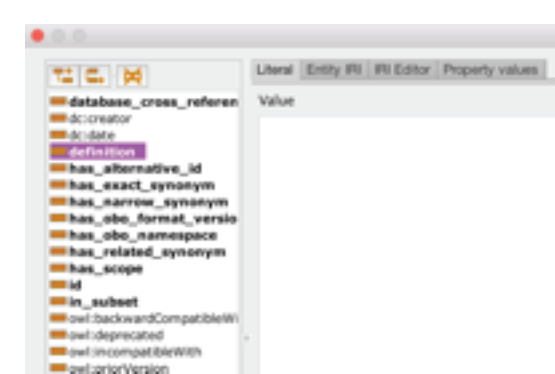 Literal Entity IRI IRI Editor Property values
Value
database_cross_referen
dc:creator
dc:date
definition
has_alternative_id
has_exact_synonym
has_narrow_synonym
has_obo_format_versio
has_obo_namespace
has_related_synonym
has_scope
id
in_subset
owl:backwardCompatibleWi
owl:deprecated
owl:incompatibleWith
owl:priorVersion